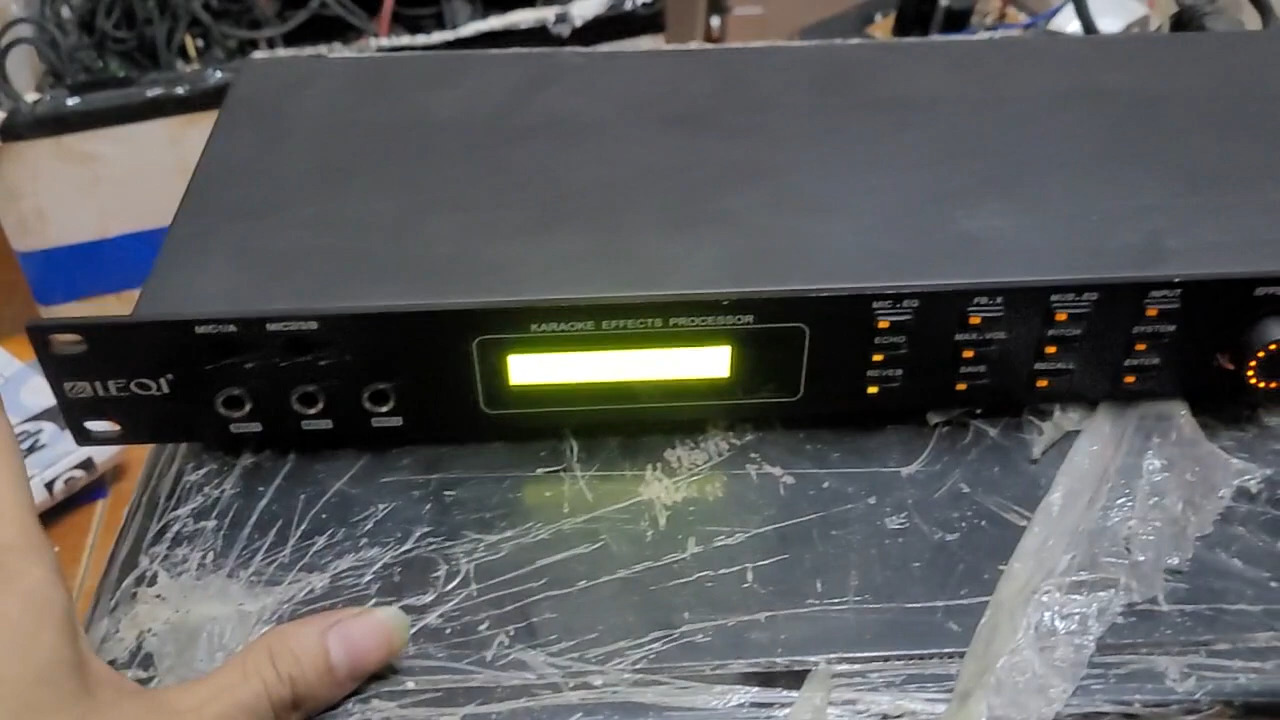 MIC1/A
LEQI
KARAOKE EFFECTS PROCESSOR
MIC.EQ
FB.X
MUS.EQ
INPUT
ECHO
MAX.VOL
PITCH
SYSTEM
REVERB
SAVE
RECALL
ENTER